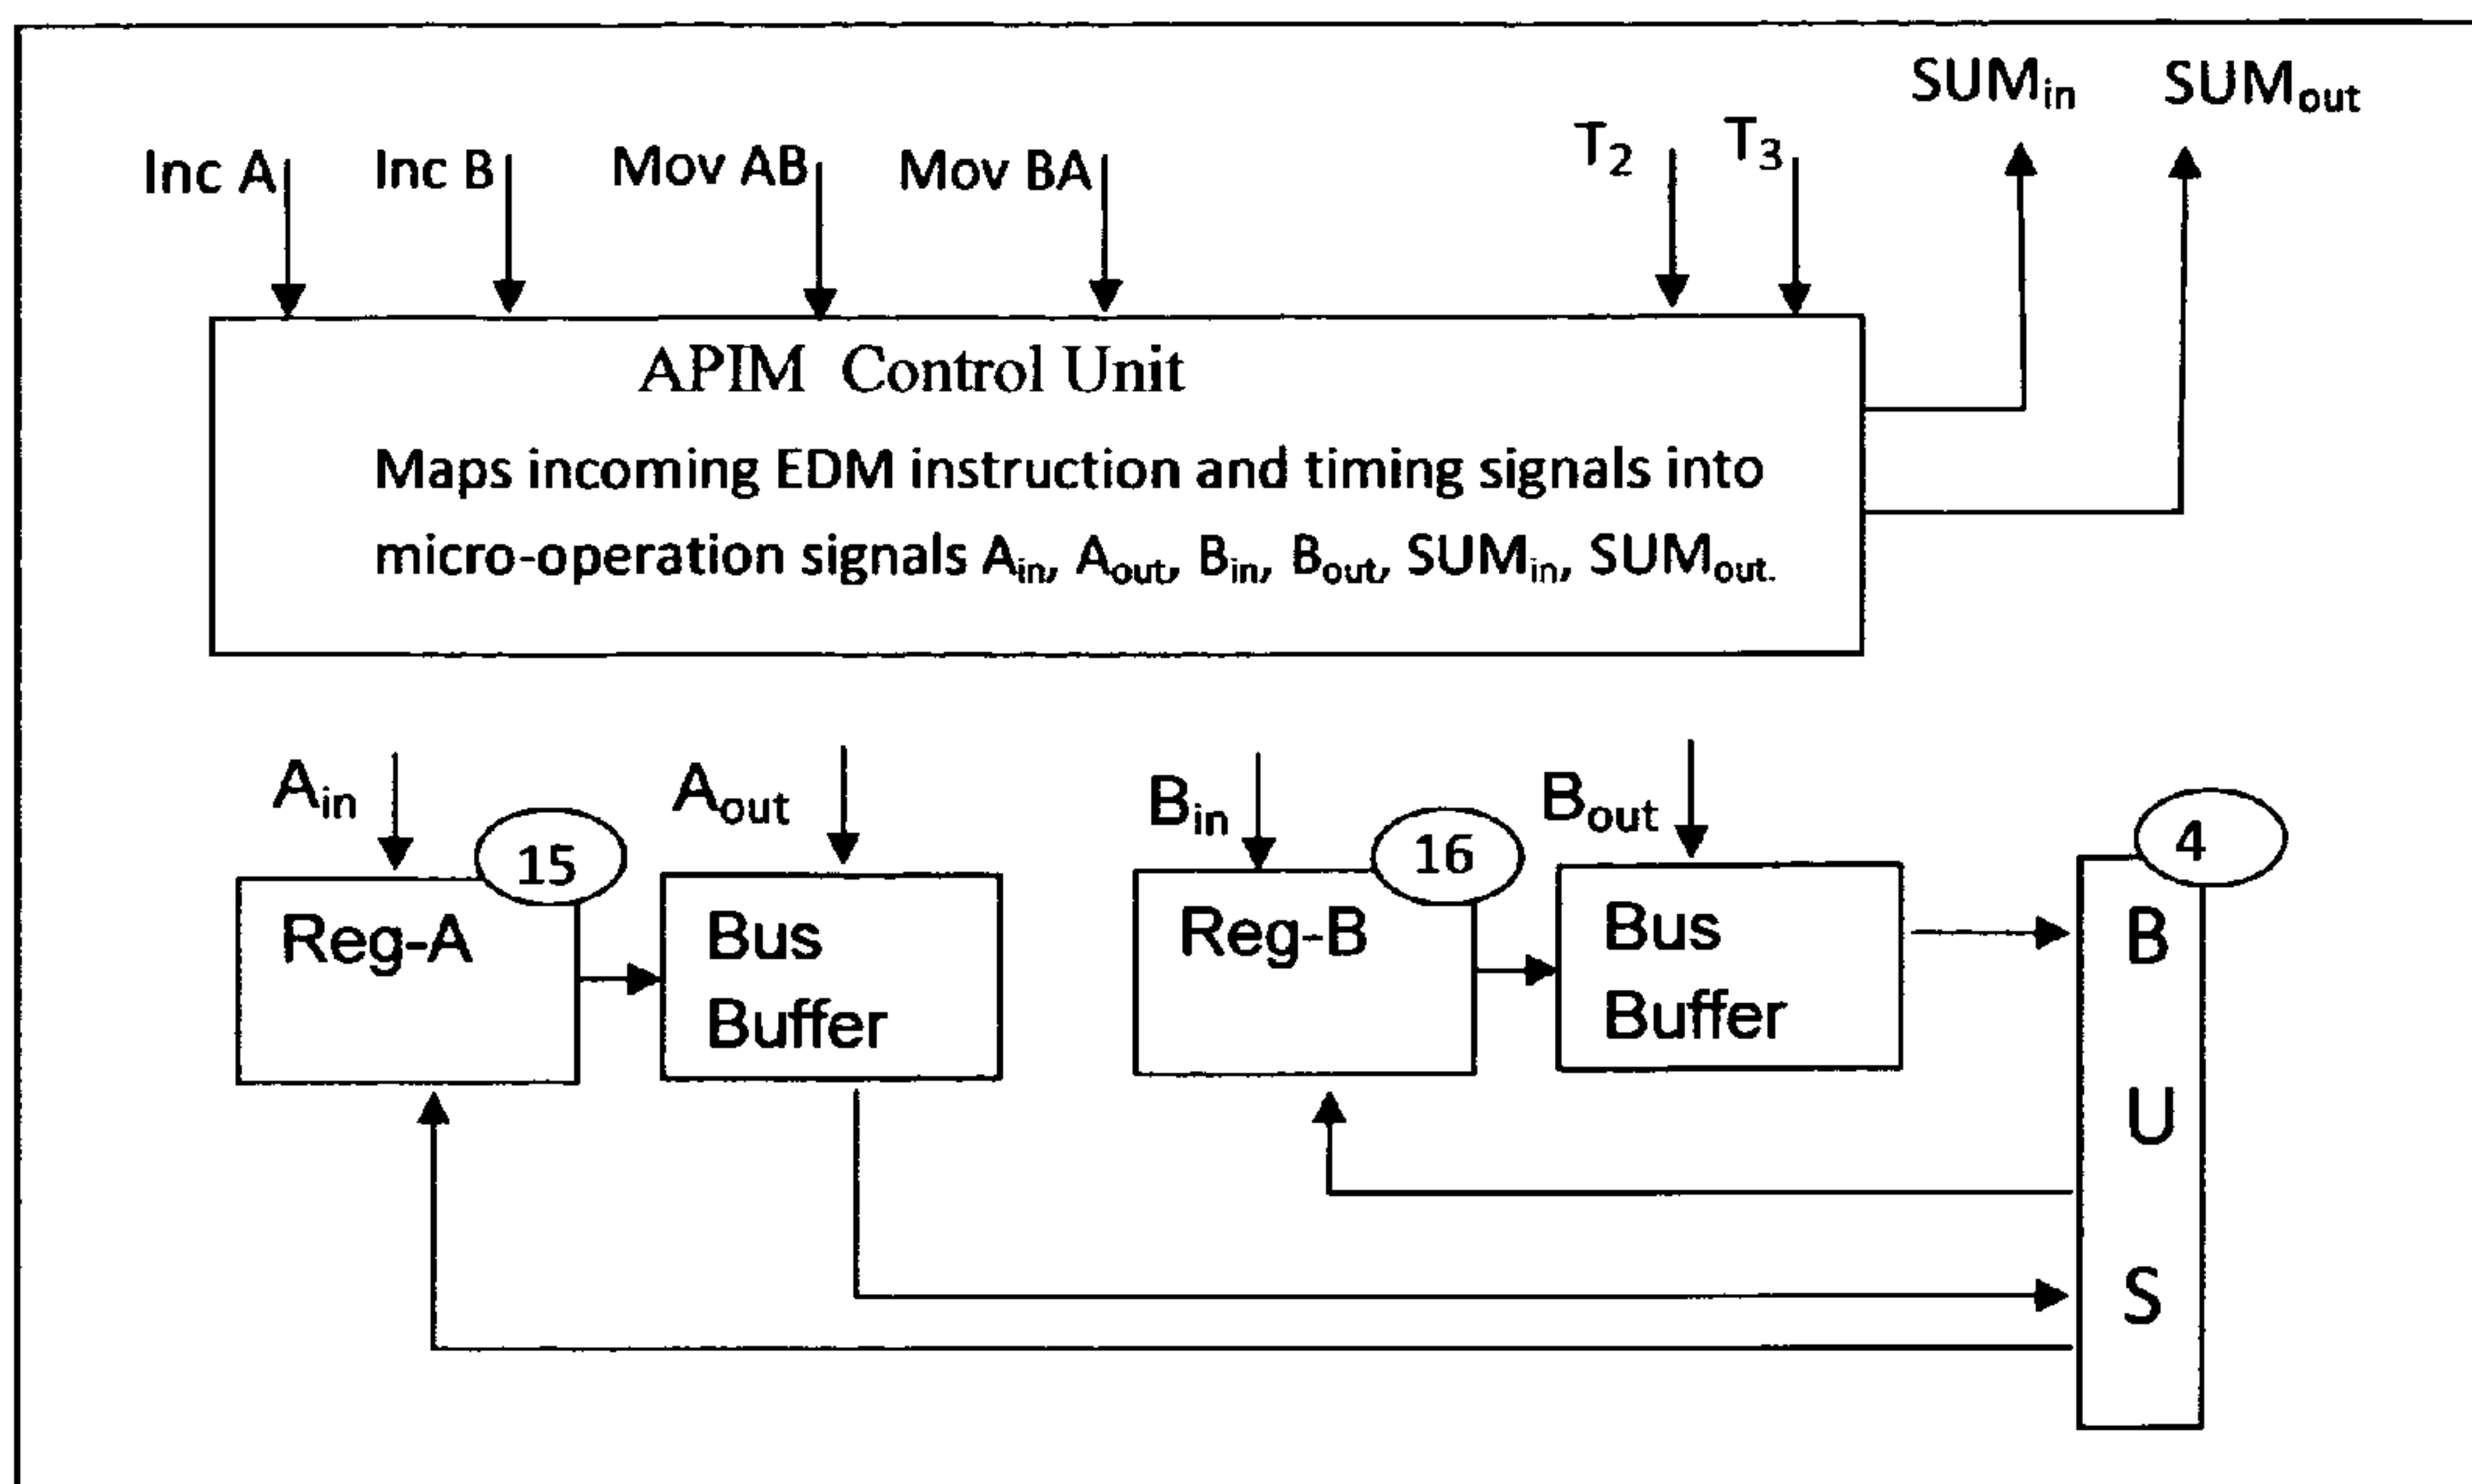 SUMin SUMout
Inc A Inc B Mov AB Mov BA T2 T3
APIM Control Unit
Maps incoming EDM instruction and timing signals into
micro-operation signals Ain, Aout, Bin, Bout, SUMin, SUMout.
Ain Aout Bin Bout
15 16 4
Reg-A
Bus
Buffer
Reg-B
Bus
Buffer
B
U
S